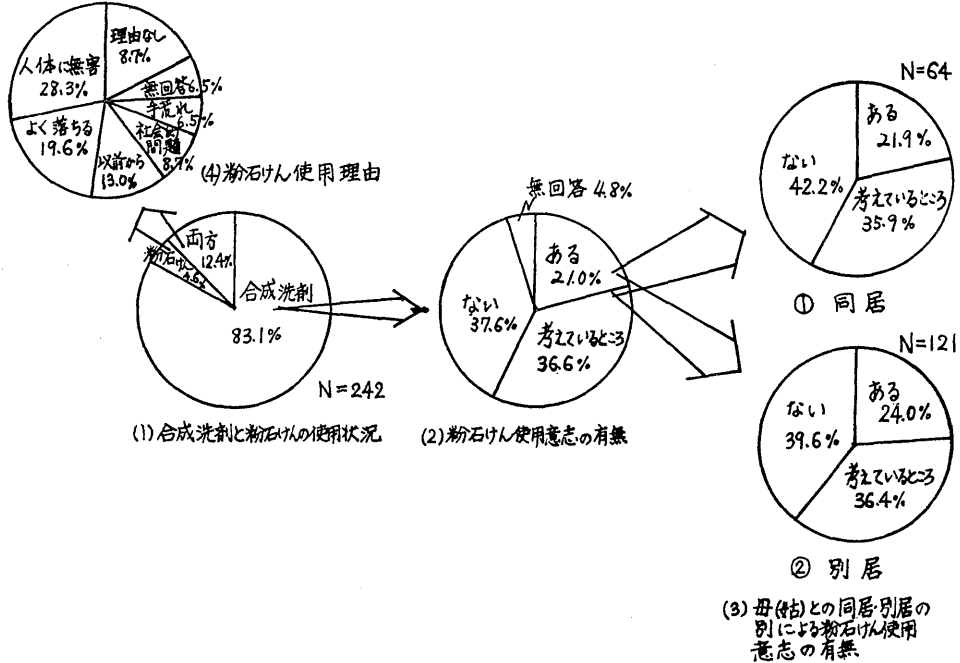 理由なし
8.7%
無回答6.5%
手荒れ
6.5%
社会的
問題
8.7%
以前から
13.0%
よく落ちる
19.6%
人体に無害
28.3%
(4)粉石けん使用理由
両方
12.4%
粉石けん
4.5%
合成洗剤
83.1%
N=242
(1)合成洗剤と粉石けんの使用状況
無回答 4.8%
ある
21.0%
ない
37.6%
考えているところ
36.6%
(2)粉石けん使用意志の有無
N=64
ある
21.9%
ない
42.2%
考えているところ
35.9%
① 同居
N=121
ある
24.0%
ない
39.6%
考えているところ
36.4%
② 別居
(3)母(姑)との同居・別居の
別による粉石けん使用
意志の有無